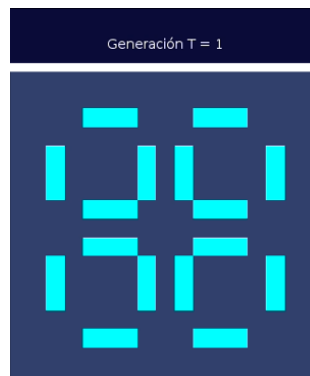 Generación T = 1